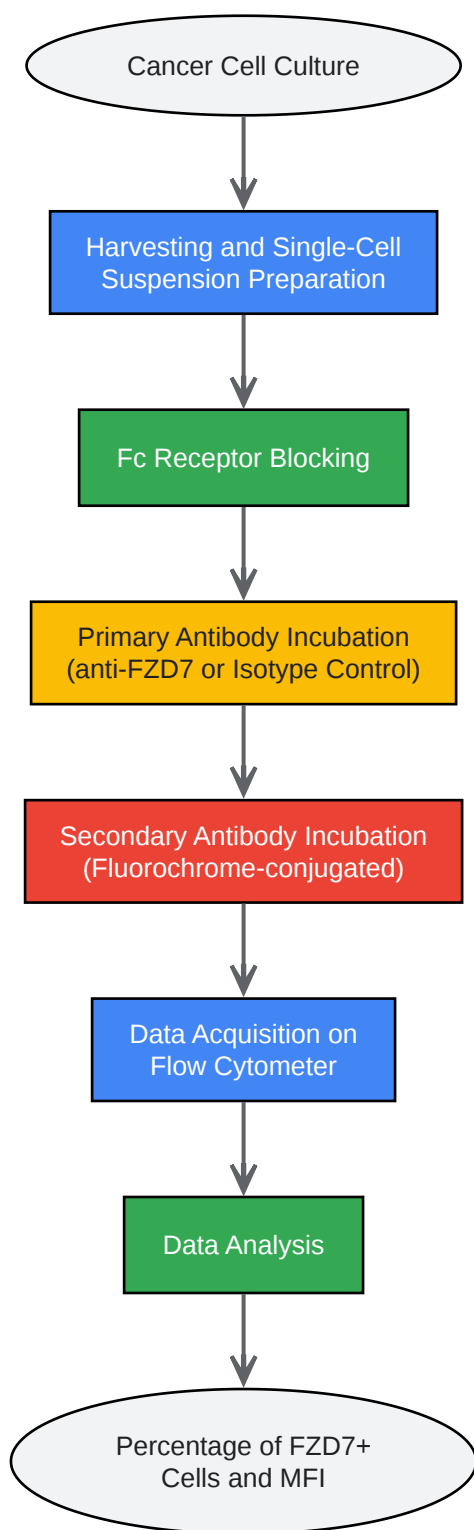 Cancer Cell Culture
Harvesting and Single-Cell
Suspension Preparation
Fc Receptor Blocking
Primary Antibody Incubation
(anti-FZD7 or Isotype Control)
Secondary Antibody Incubation
(Fluorochrome-conjugated)
Data Acquisition on
Flow Cytometer
Data Analysis
Percentage of FZD7+
Cells and MFI